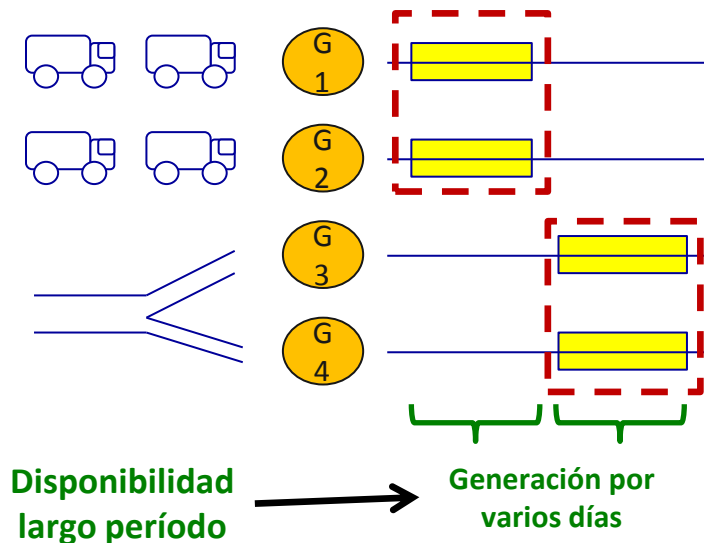 G
1
G
2
G
3
G
4
Disponibilidad
largo período
Generación por
varios días